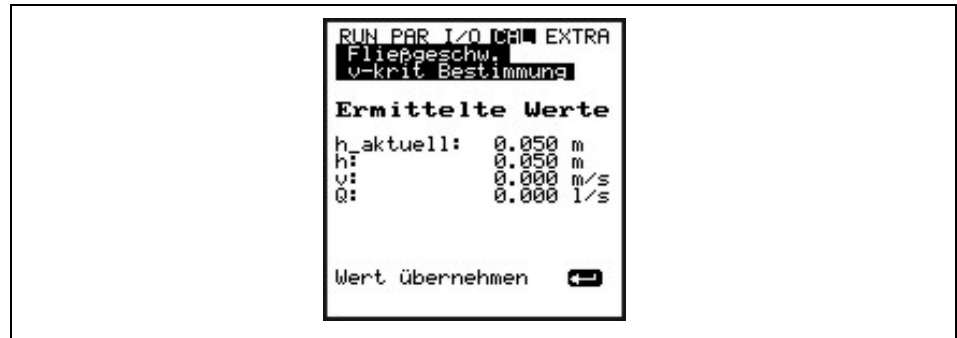 RUN PAR I/O CAL EXTRA
Fließgeschw.
v-krit Bestimmung
Ermittelte Werte
h_aktuell: 0.050 m
h: 0.050 m
v: 0.000 m/s
Q: 0.000 l/s
Wert übernehmen